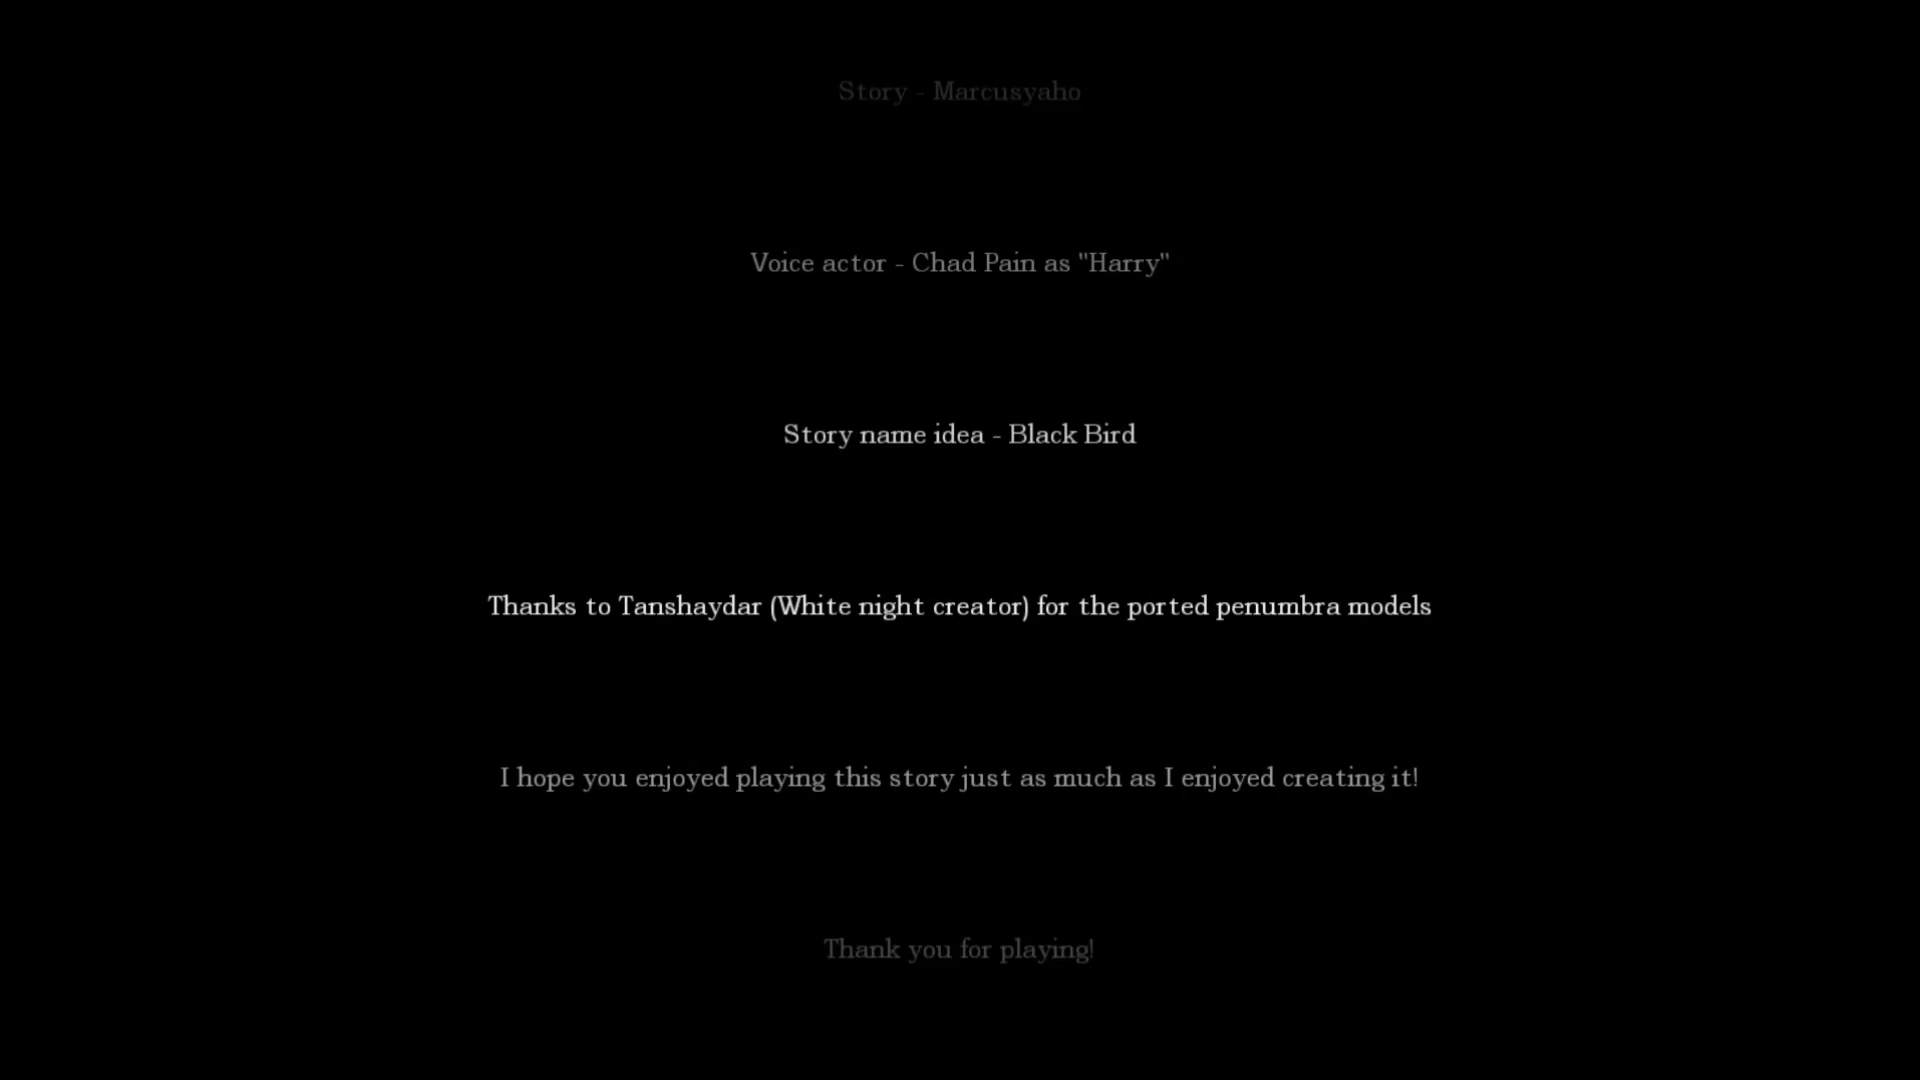 Story - Marcusyaho
Voice actor - Chad Pain as "Harry"
Story name idea - Black Bird
Thanks to Tanshaydar (White night creator) for the ported penumbra models
I hope you enjoyed playing this story just as much as I enjoyed creating it!
Thank you for playing!